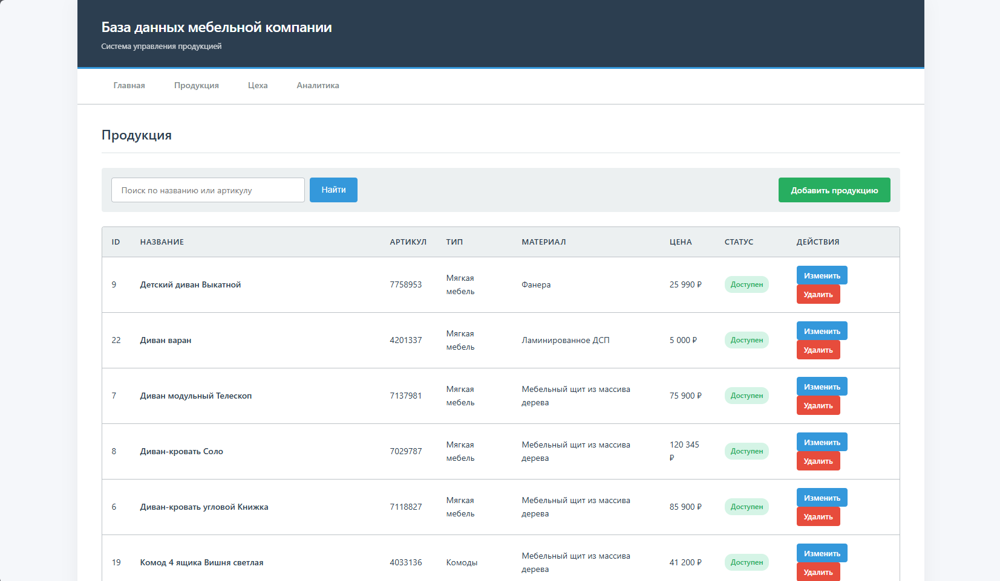 База данных мебельной компании
Система управления продукцией
Главная Продукция Цеха Аналитика
Продукция
Поиск по названию или артикулу Найти Добавить продукцию
ID НАЗВАНИЕ АРТИКУЛ ТИП МАТЕРИАЛ ЦЕНА СТАТУС ДЕЙСТВИЯ
9 Детский диван Выкатной 7758953 Мягкая мебель Фанера 25 990 ₽ Доступен Изменить Удалить
22 Диван варан 4201337 Мягкая мебель Ламинированное ДСП 5 000 ₽ Доступен Изменить Удалить
7 Диван модульный Телескоп 7137981 Мягкая мебель Мебельный щит из массива дерева 75 900 ₽ Доступен Изменить Удалить
8 Диван-кровать Соло 7029787 Мягкая мебель Мебельный щит из массива дерева 120 345 ₽ Доступен Изменить Удалить
6 Диван-кровать угловой Книжка 7118827 Мягкая мебель Мебельный щит из массива дерева 85 900 ₽ Доступен Изменить Удалить
19 Комод 4 ящика Вишня светлая 4033136 Комоды Мебельный щит из массива дерева 41 200 ₽ Доступен Изменить Удалить